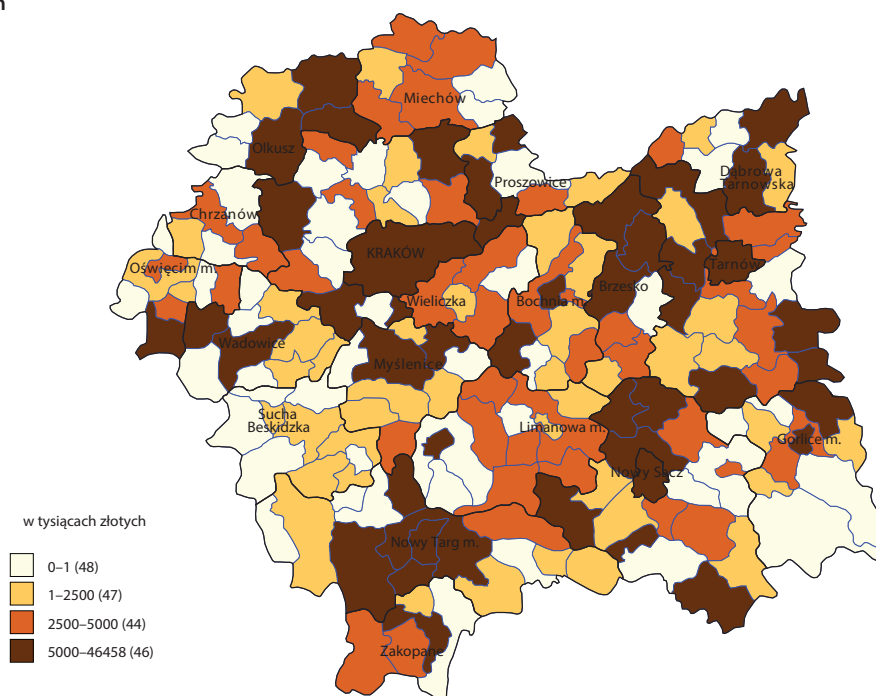 n
Miechów
Olkusz
Proszowice
Dąbrowa
Tarnowska
Chrzanów
KRAKÓW
Oświęcim m.
Tarnów
Wieliczka
Bochnia m.
Brzesko
Wadowice
Myślenice
Sucha
Beskidzka
Limanowa m.
Gorlice m.
Nowy Sącz
w tysiącach złotych
Nowy Targ m.
0–1 (48)
1–2500 (47)
2500–5000 (44)
5000–46458 (46)
Zakopane